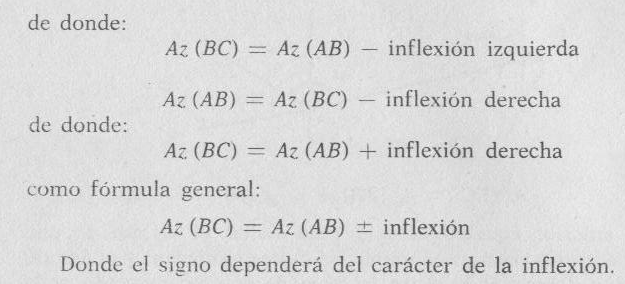 de donde:
Az (BC) = Az (AB) − inflexión izquierda
Az (AB) = Az (BC) − inflexión derecha
de donde:
Az (BC) = Az (AB) + inflexión derecha
como fórmula general:
Az (BC) = Az (AB) ± inflexión
Donde el signo dependerá del carácter de la inflexión.